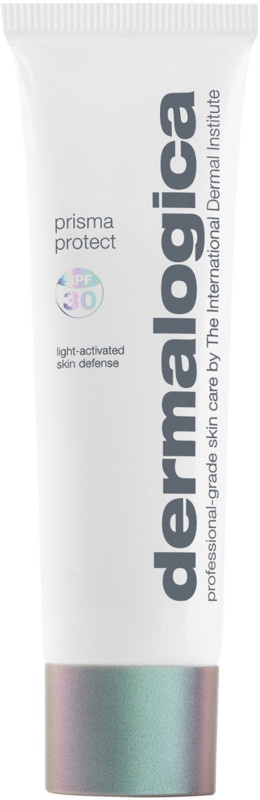 prisma
protect
SPF
30
light-activated
skin defense
dermalogica
professional-grade skin care by The International Dermal Institute